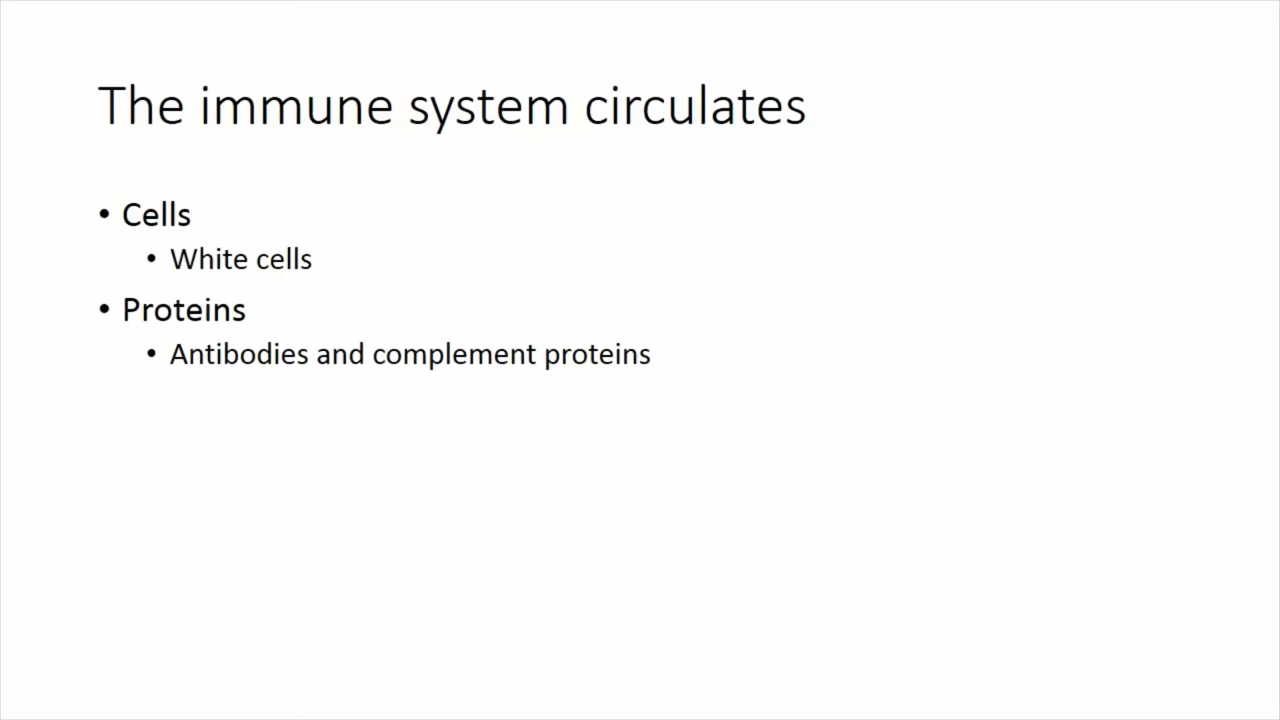 The immune system circulates
• Cells
• White cells
• Proteins
• Antibodies and complement proteins